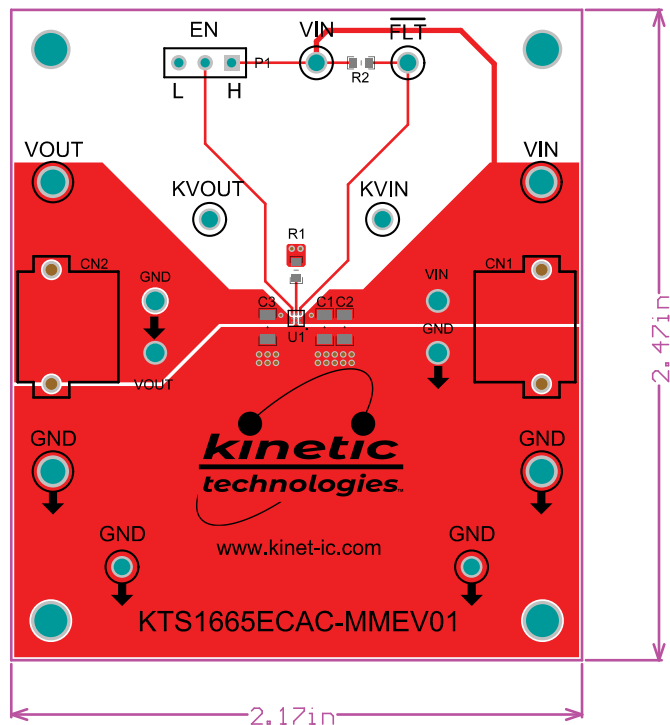 EN
VIN
FLT
P1
R2
L
H
VOUT
VIN
KVOUT
KVIN
R1
CN2
GND
VIN
CN1
C3
C1
C2
GND
U1
VOUT
GND
GND
kinetic
technologies
GND
GND
www.kinet-ic.com
KTS1665ECAC-MMEV01
2.47in
2.17in